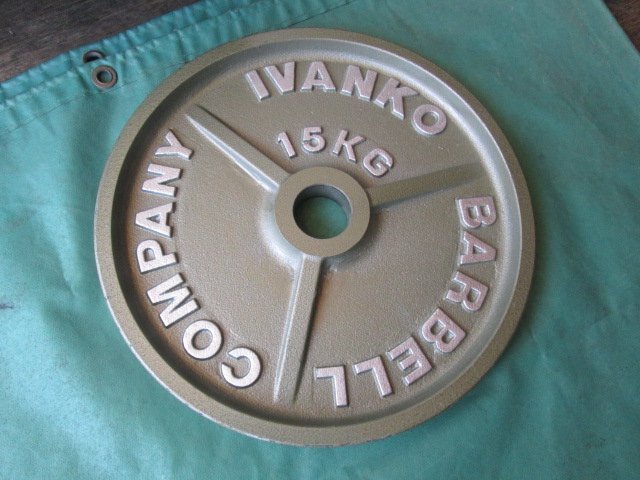 IVANKO
BARBELL
COMPANY
15KG